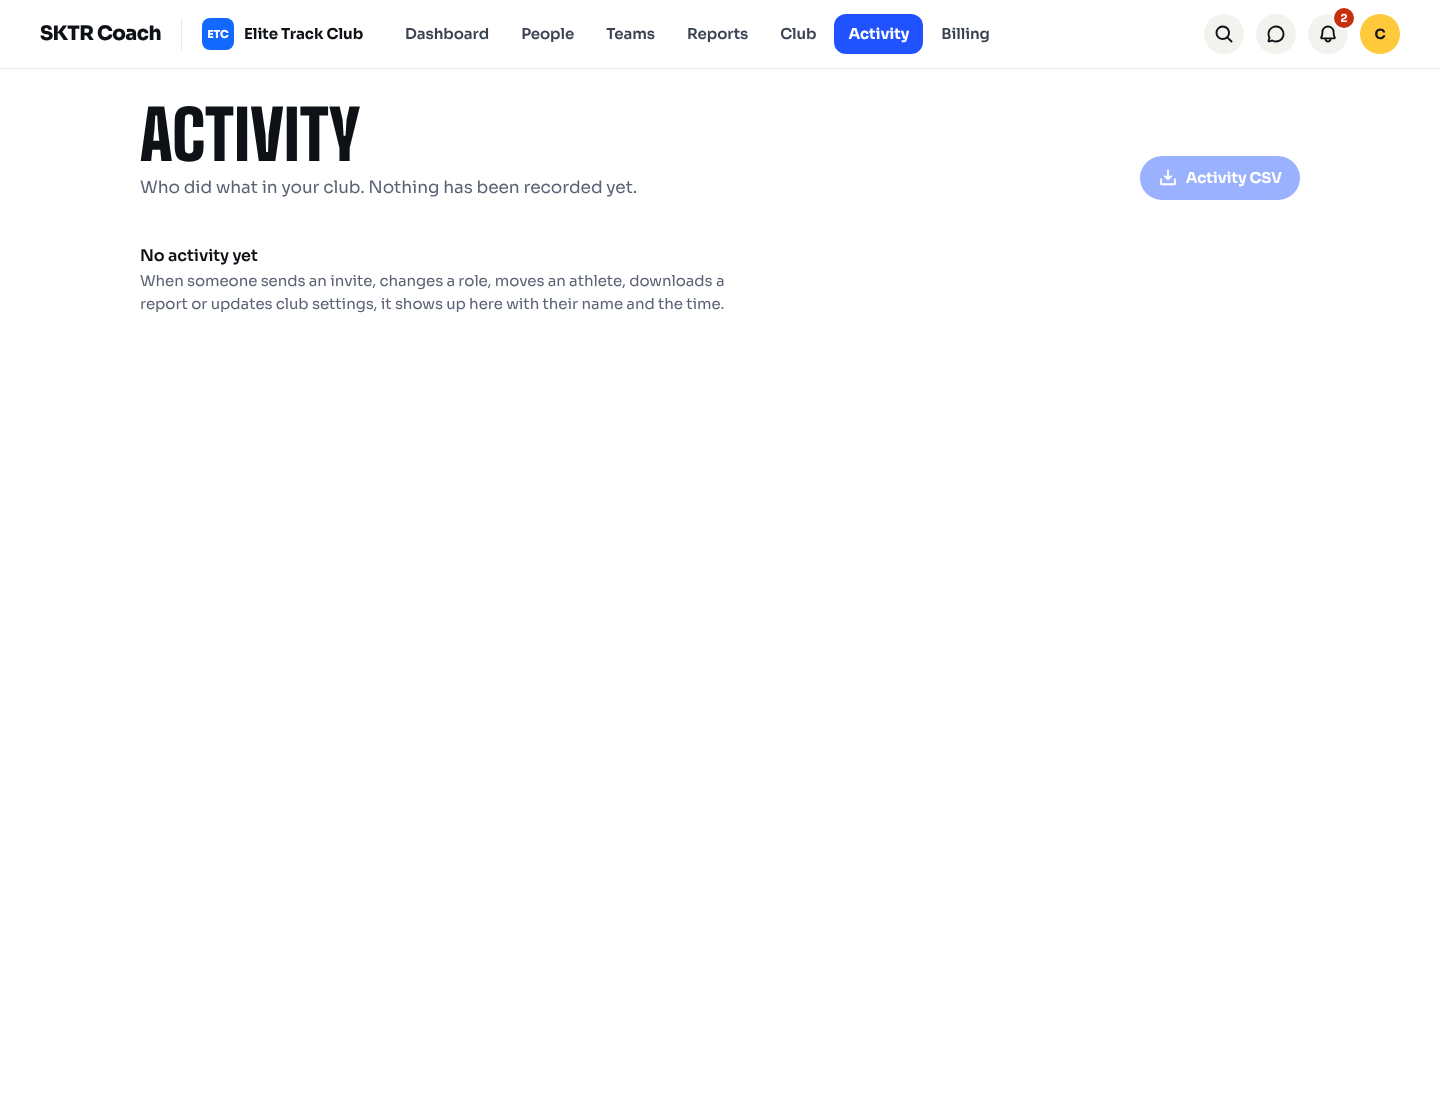 SKTR Coach
ETC
Elite Track Club
Dashboard
People
Teams
Reports
Club
Activity
Billing
2
C
ACTIVITY
Who did what in your club. Nothing has been recorded yet.
Activity CSV
No activity yet
When someone sends an invite, changes a role, moves an athlete, downloads a
report or updates club settings, it shows up here with their name and the time.